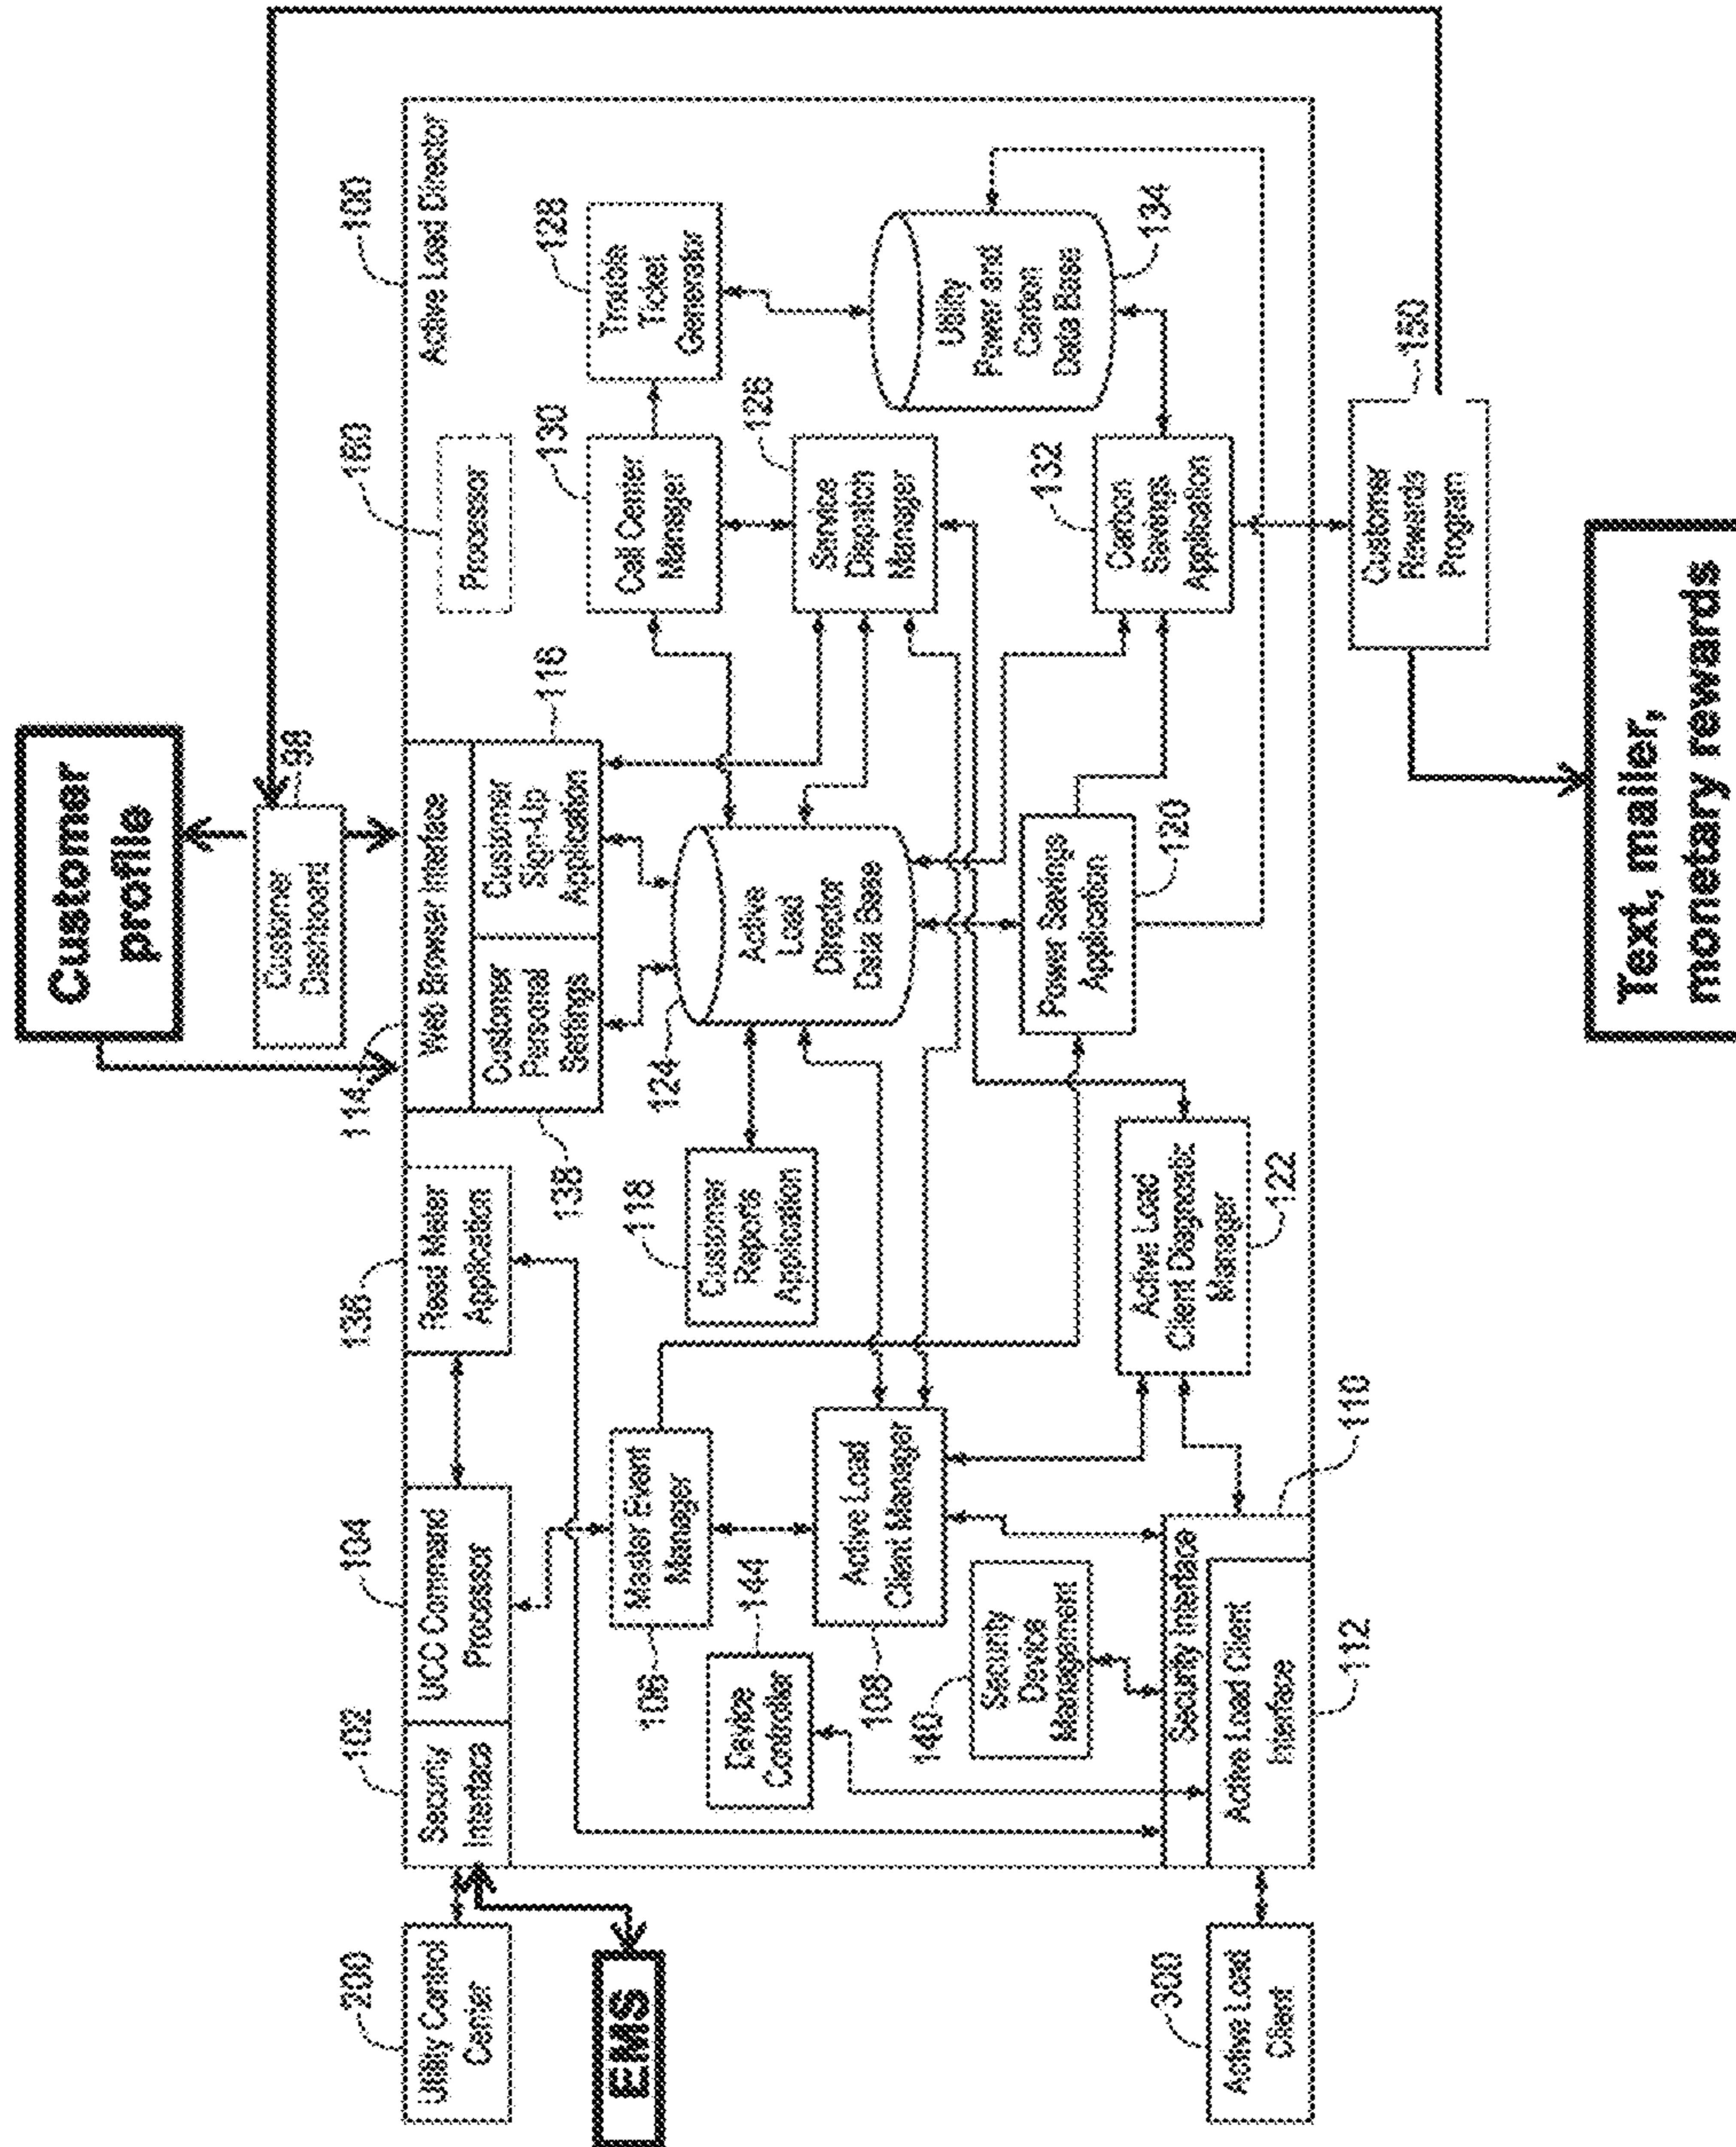 Customer
profile
98
Customer
Dashboard
100
Active Load Director
200
Utility Control
Center
EMS
102
Security
Interface
104
UCC Command
Processor
Read Meter
Application
114
Web Browser Interface
Customer
Personal
Settings
138
Customer
Sign-Up
Application
116
160
Processor
106
Master Event
Manager
144
Device
Controller
118
Customer
Reports
Application
124
Active
Load
Director
Data Base
130
Call Center
Manager
128
Trouble
Ticket
Generator
Service
Dispatch
Manager
108
Active Load
Client Manager
140
Security
Device
Management
Utility
Power and
Carbon
Data Base
134
120
Power Savings
Application
132
Carbon
Savings
Application
Active Load
Client Diagnostic
Manager
122
110
Security Interface
Active Load Client
Interface
112
300
Active Load
Client
150
Customer
Rewards
Program
Text, mailer,
monetary rewards